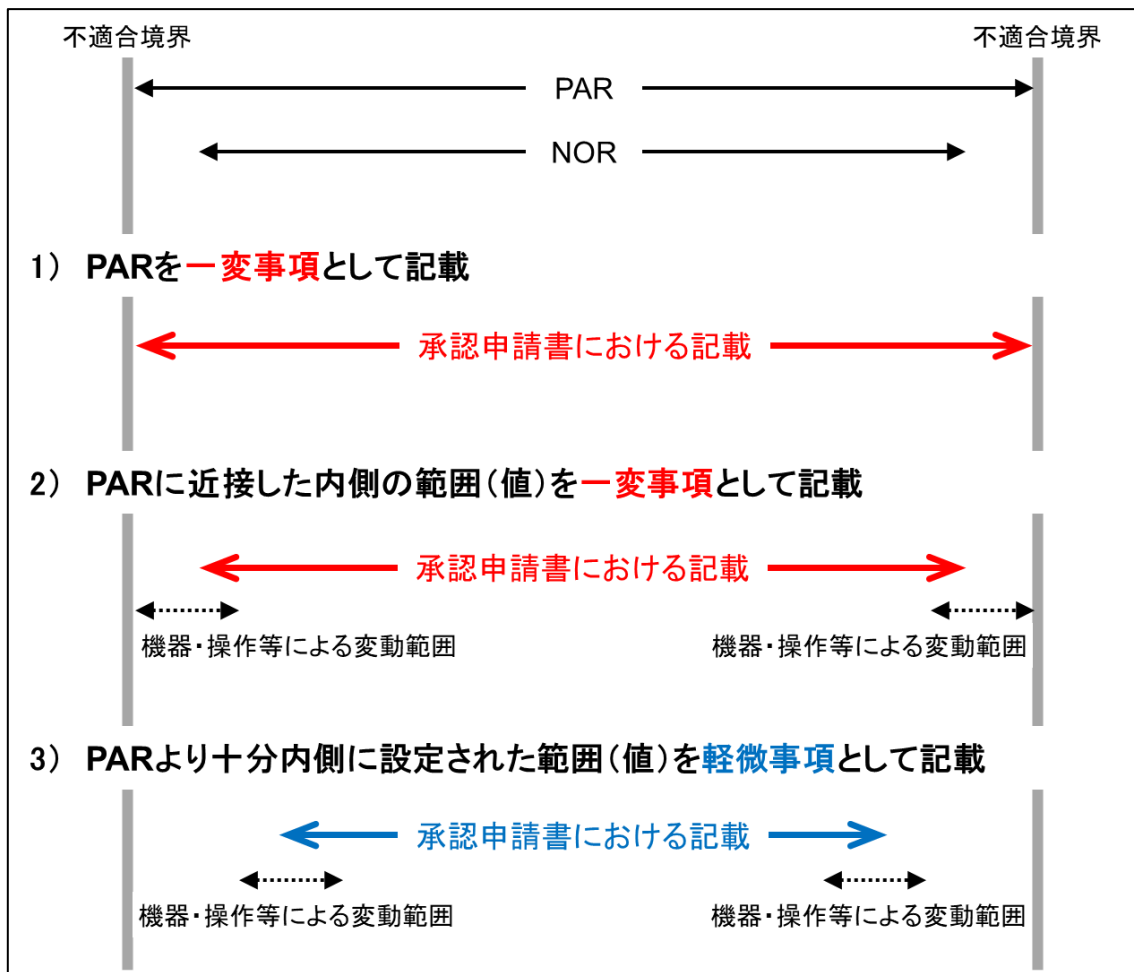 不適合境界
不適合境界
PAR
NOR
1) PARを一変事項として記載
承認申請書における記載
2) PARに近接した内側の範囲(値)を一変事項として記載
承認申請書における記載
機器・操作等による変動範囲
機器・操作等による変動範囲
3) PARより十分内側に設定された範囲(値)を軽微事項として記載
承認申請書における記載
機器・操作等による変動範囲
機器・操作等による変動範囲